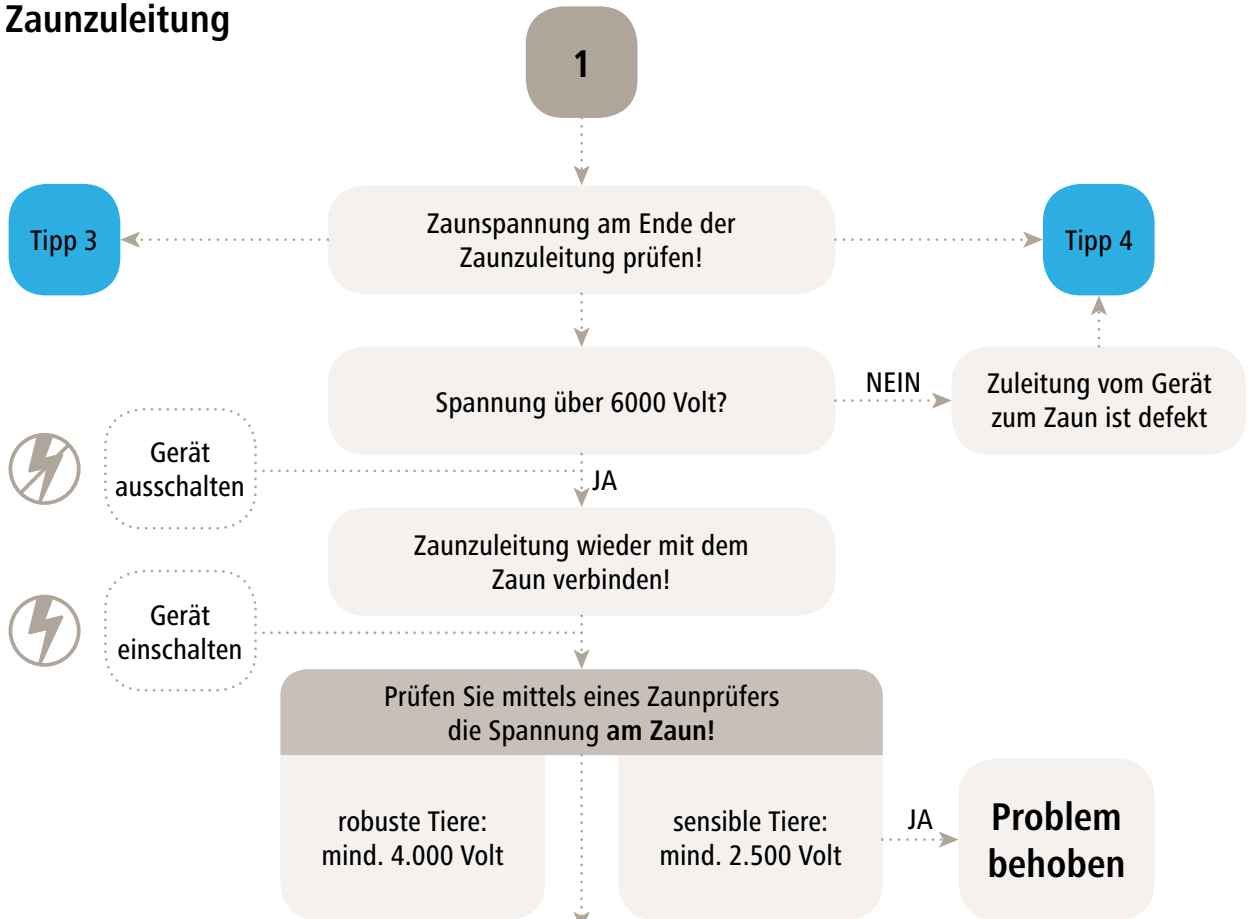 Zaunzuleitung
1
Tipp 3
Zaunspannung am Ende der
Zaunzuleitung prüfen!
Tipp 4
Spannung über 6000 Volt?
NEIN
Zuleitung vom Gerät
zum Zaun ist defekt
Gerät
ausschalten
JA
Zaunzuleitung wieder mit dem
Zaun verbinden!
Gerät
einschalten
Prüfen Sie mittels eines Zaunprüfers
die Spannung am Zaun!
robuste Tiere:
mind. 4.000 Volt
sensible Tiere:
mind. 2.500 Volt
JA
Problem
behoben